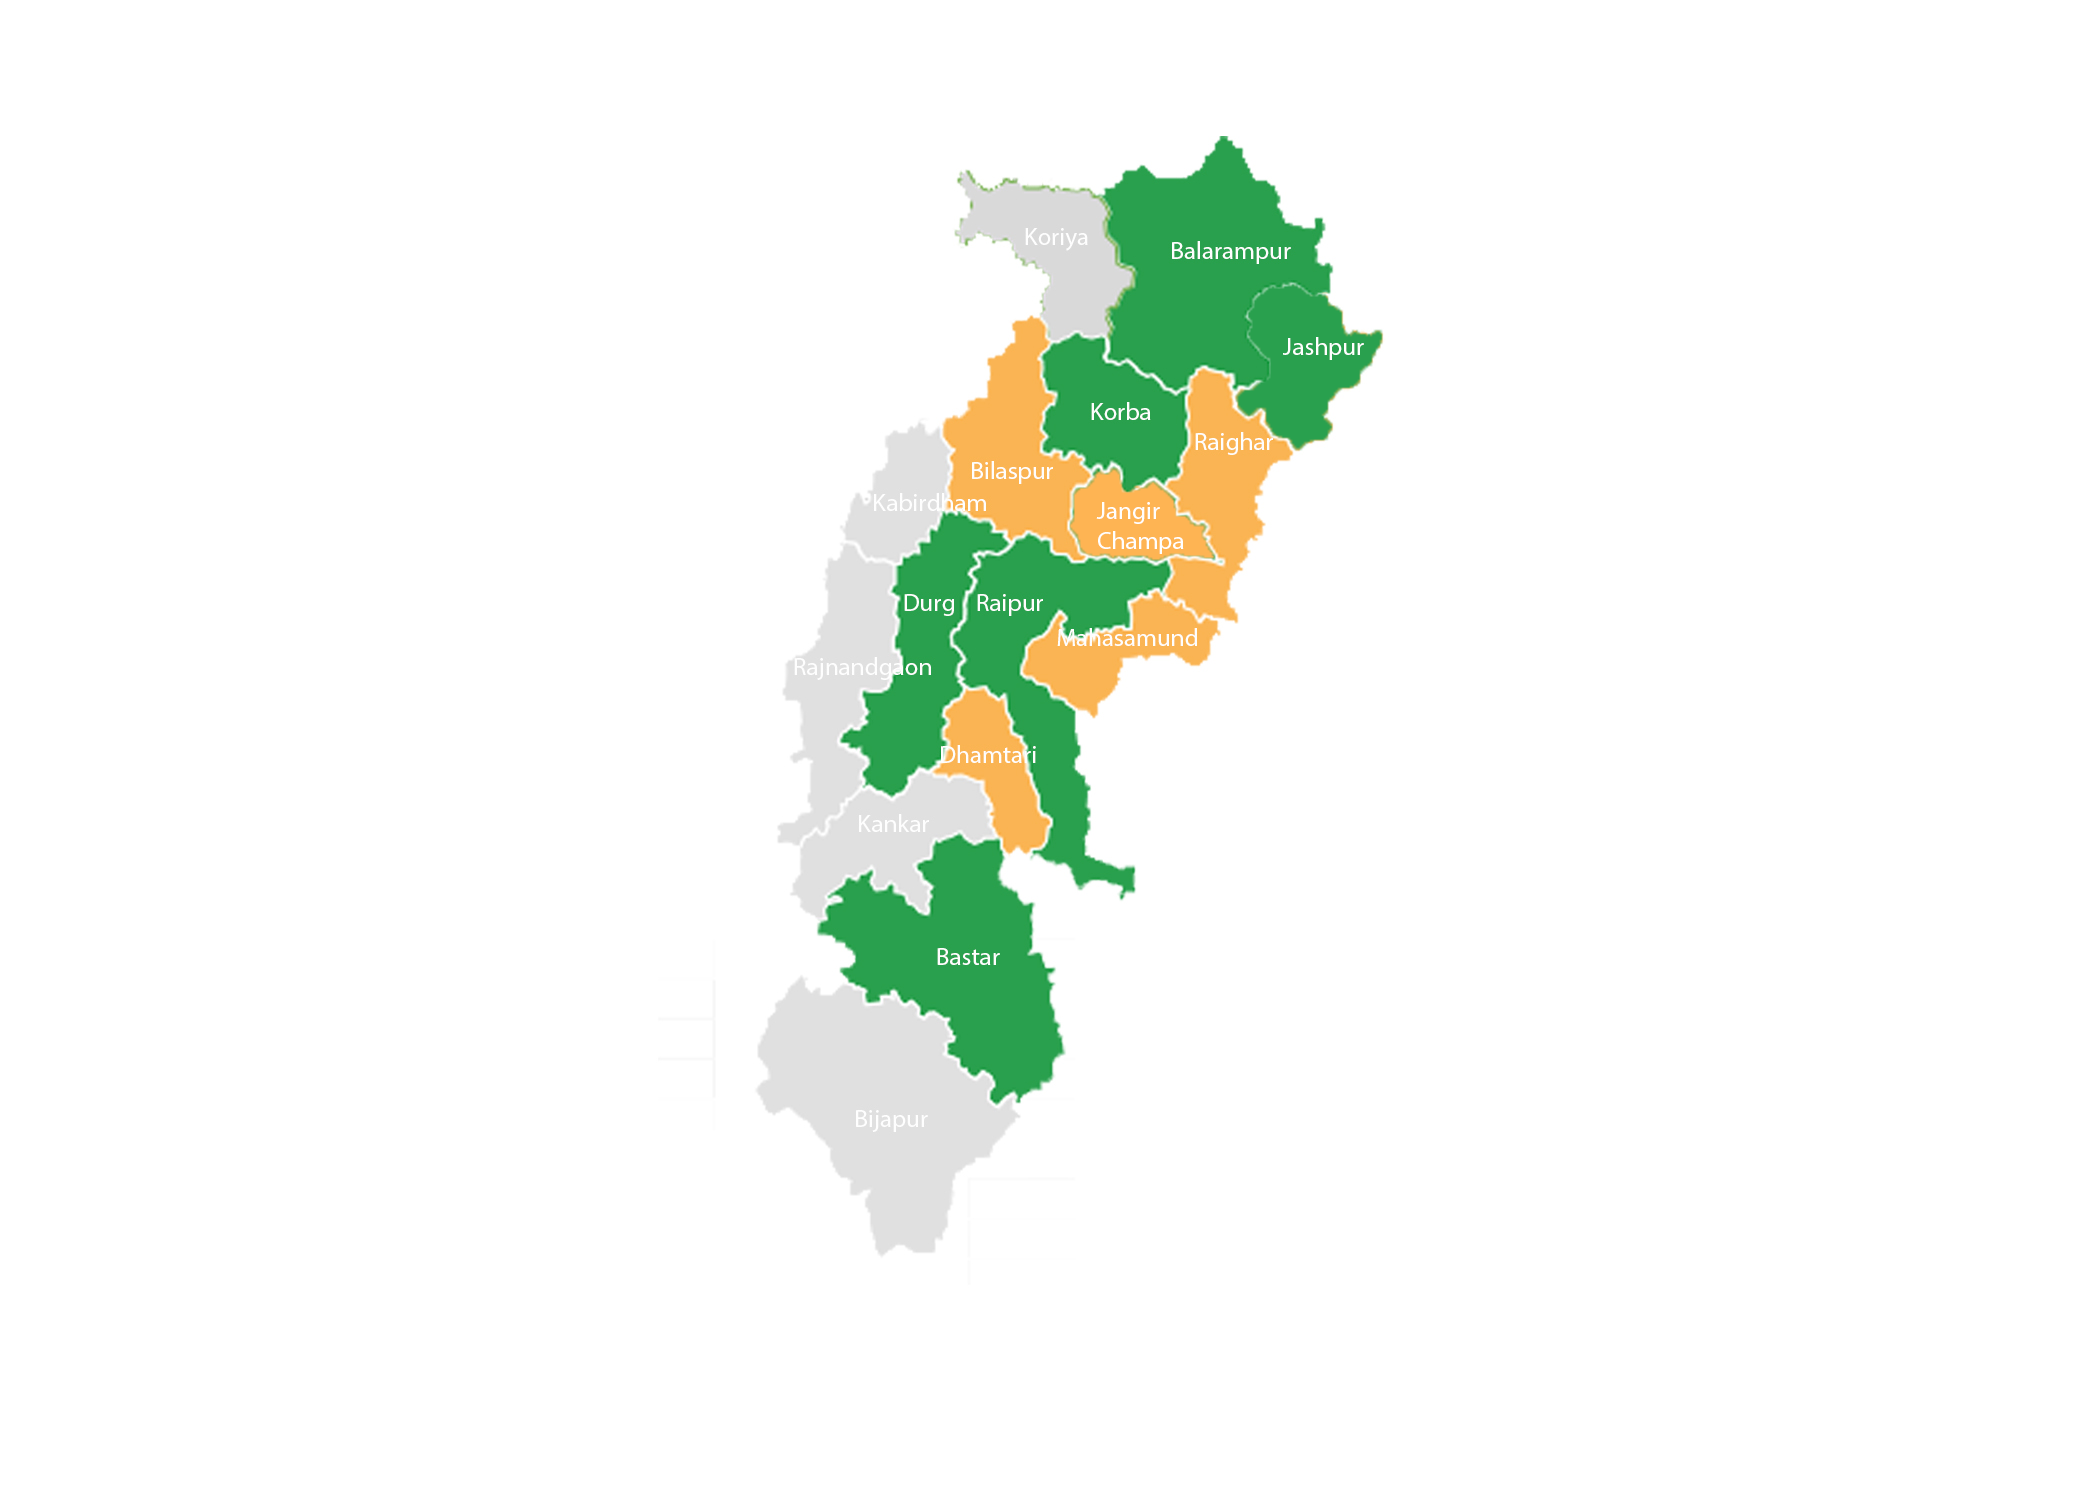 Koriya
Balarampur
Jashpur
Korba
Raighar
Bilaspur
Kabirdham
Jangir
Champa
Durg
Raipur
Mahasamund
Rajnandgaon
Dhamtari
Kankar
Bastar
Bijapur